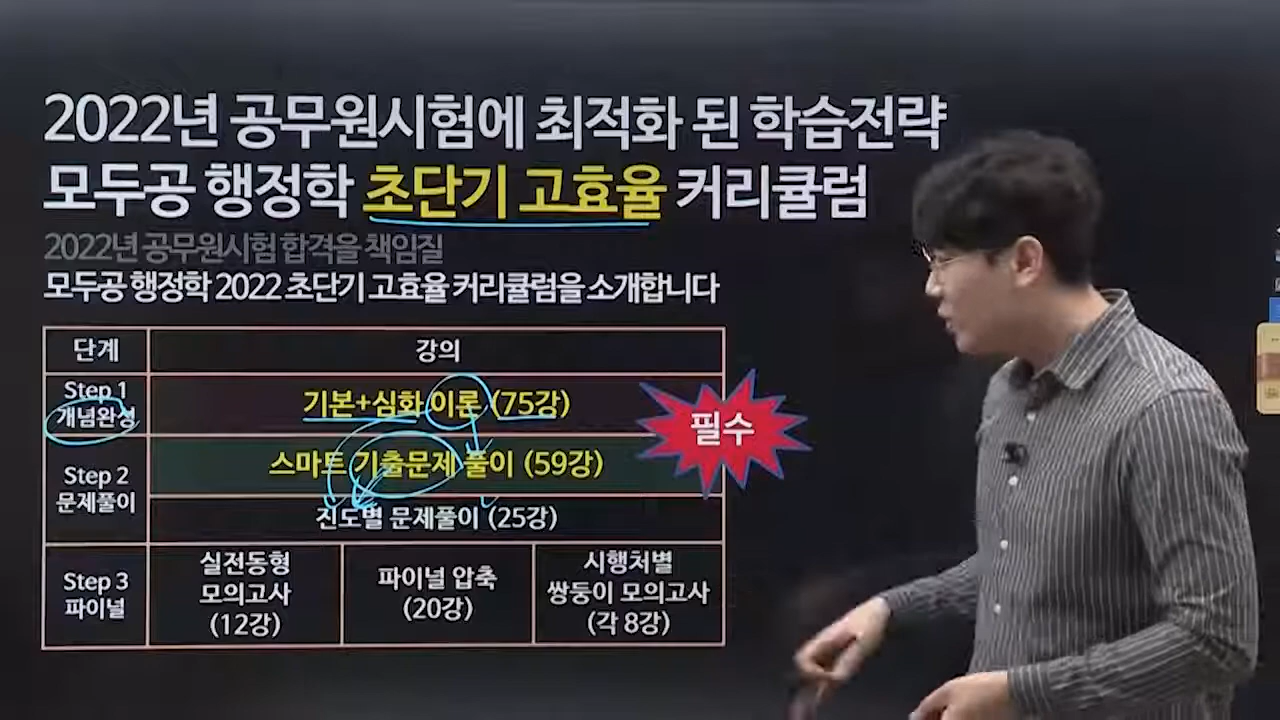 2022년 공무원시험에 최적화 된 학습전략
모두공 행정학 초단기 고효율 커리큘럼
2022년 공무원시험 합격을 책임질
모두공 행정학 2022 초단기 고효율 커리큘럼을 소개합니다
단계
강의
Step 1
개념완성
기본+심화 이론 (75강)
필수
Step 2
문제풀이
스마트 기출문제 풀이 (59강)
진도별 문제풀이 (25강)
Step 3
파이널
실전동형
모의고사
(12강)
파이널 압축
(20강)
시행처별
쌍둥이 모의고사
(각 8강)